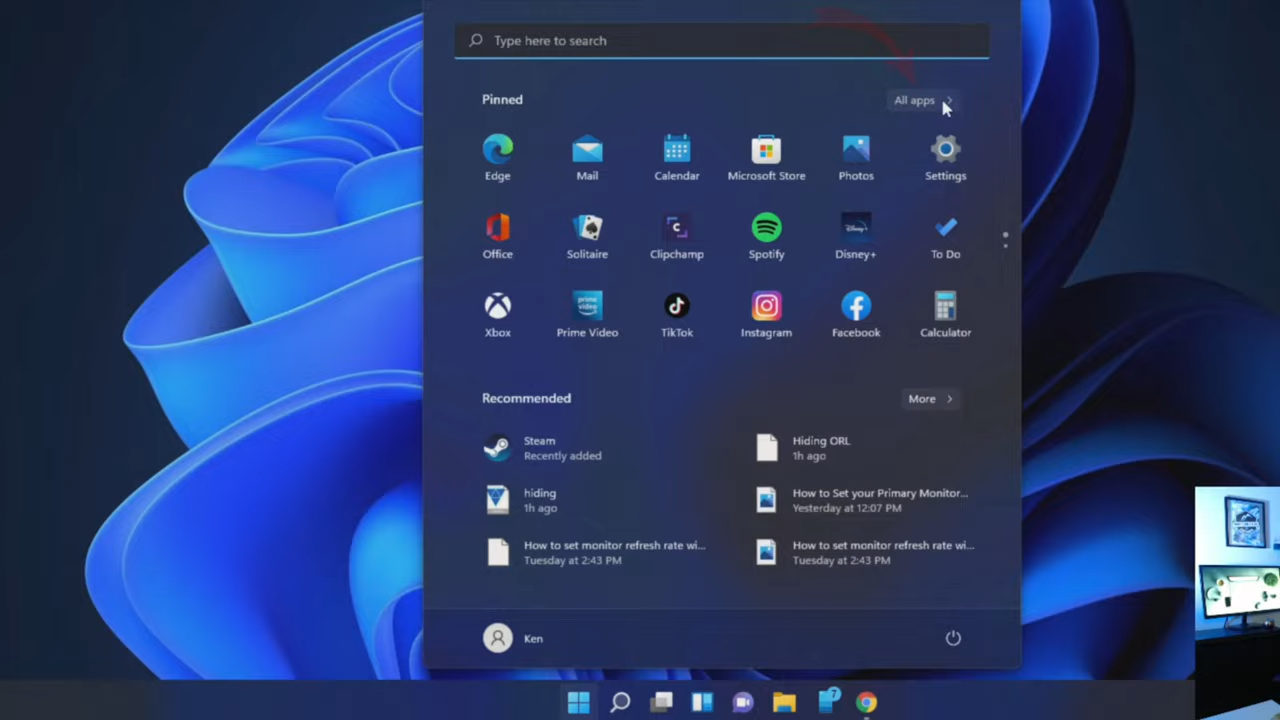 Type here to search
Pinned
All apps
Edge
Mail
Calendar
Microsoft Store
Photos
Settings
Office
Solitaire
Clipchamp
Spotify
Disney+
To Do
Xbox
prime video
Prime Video
TikTok
Instagram
Facebook
Calculator
Recommended
More
Steam
Recently added
Hiding ORL
1h ago
hiding
1h ago
How to Set your Primary Monitor...
Yesterday at 12:07 PM
How to set monitor refresh rate wi...
Tuesday at 2:43 PM
How to set monitor refresh rate wi...
Tuesday at 2:43 PM
Ken
7